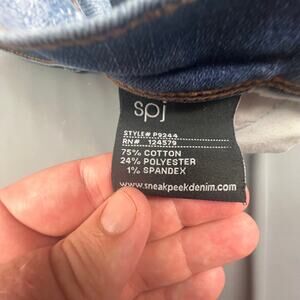 spj
STYLE# P9244
RN# 124579
75% COTTON
24% POLYESTER
1% SPANDEX
www.sneakpeekdenim.com